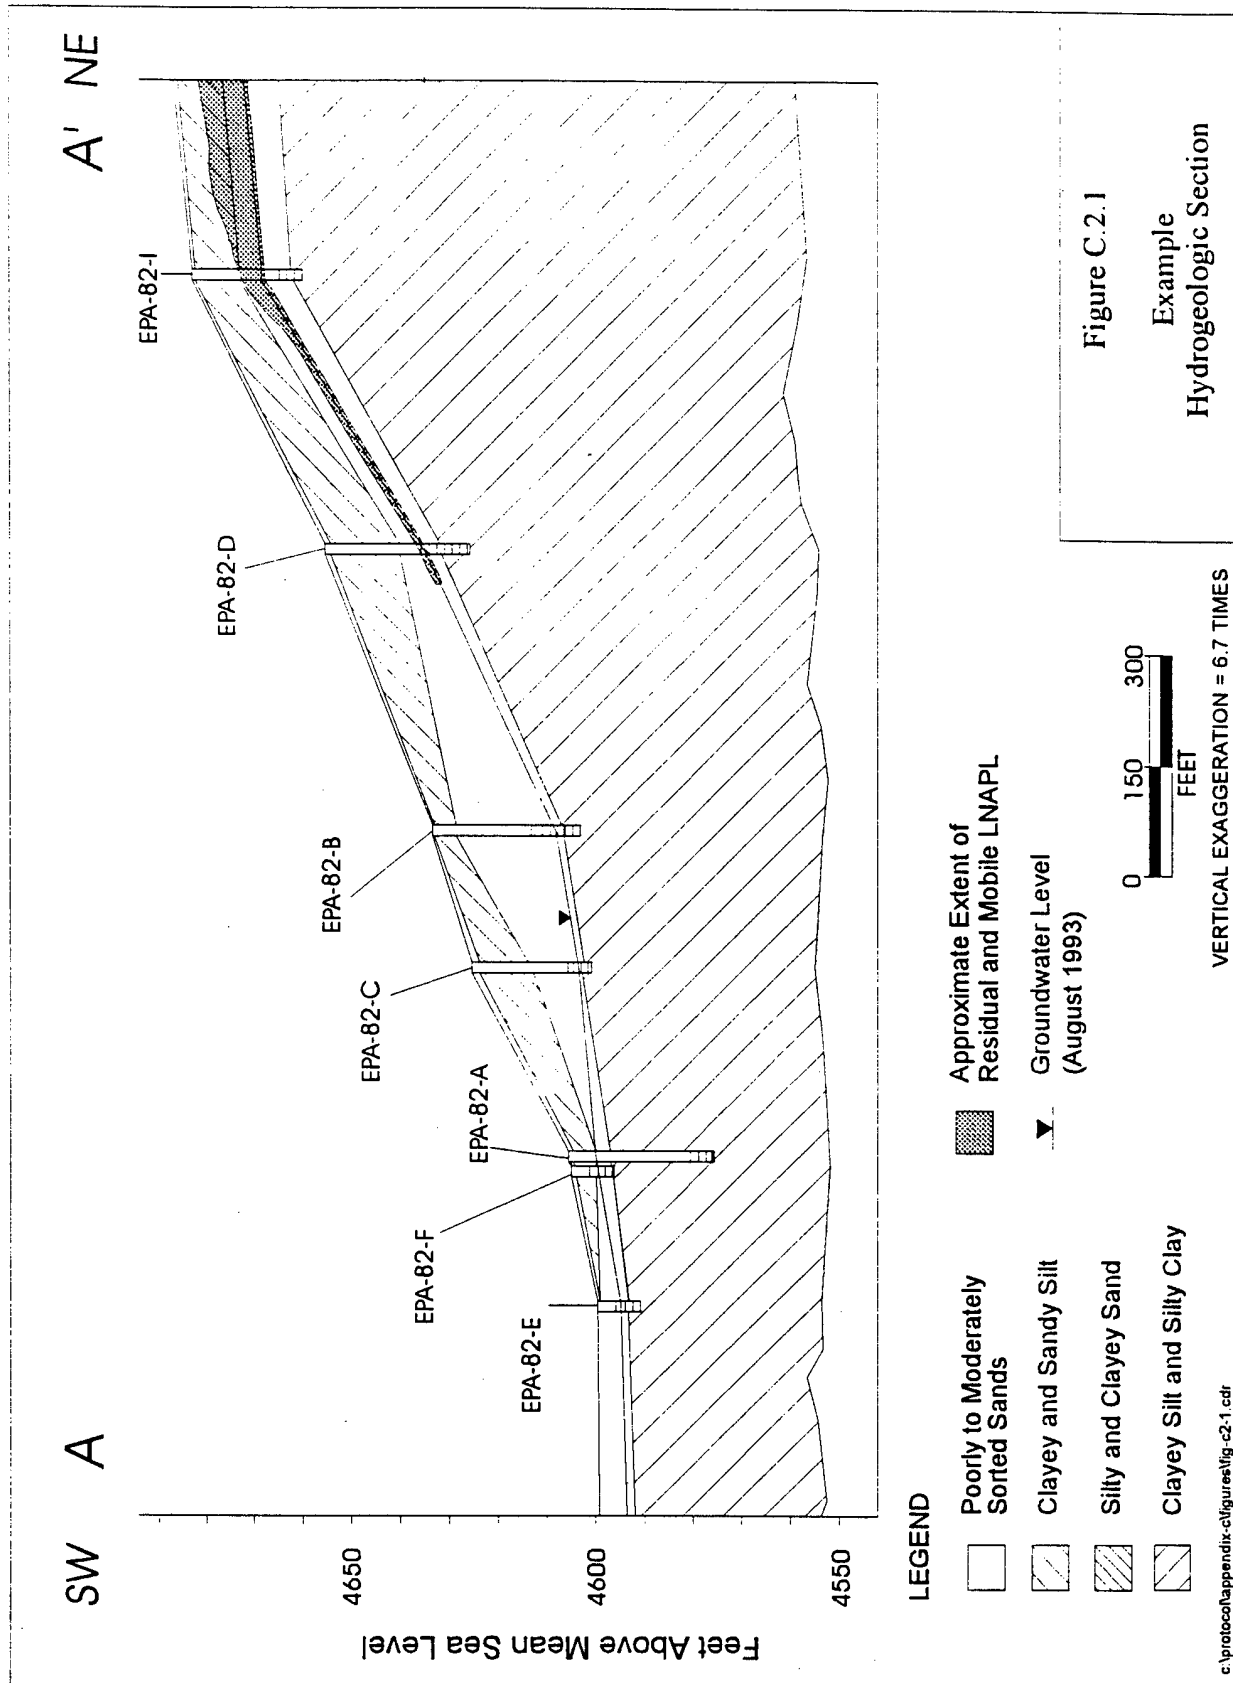 SW
A
A' NE
EPA-82-I
EPA-82-D
EPA-82-B
EPA-82-C
EPA-82-A
EPA-82-F
EPA-82-E
Feet Above Mean Sea Level
4650
4600
4550
LEGEND
Poorly to Moderately
Sorted Sands
Clayey and Sandy Silt
Silty and Clayey Sand
Clayey Silt and Silty Clay
Approximate Extent of
Residual and Mobile LNAPL
Groundwater Level
(August 1993)
0 150 300
FEET
VERTICAL EXAGGERATION = 6.7 TIMES
Figure C.2.1
Example
Hydrogeologic Section
c:\protocol\appendix-c\figures\fig-c2-1.cdr